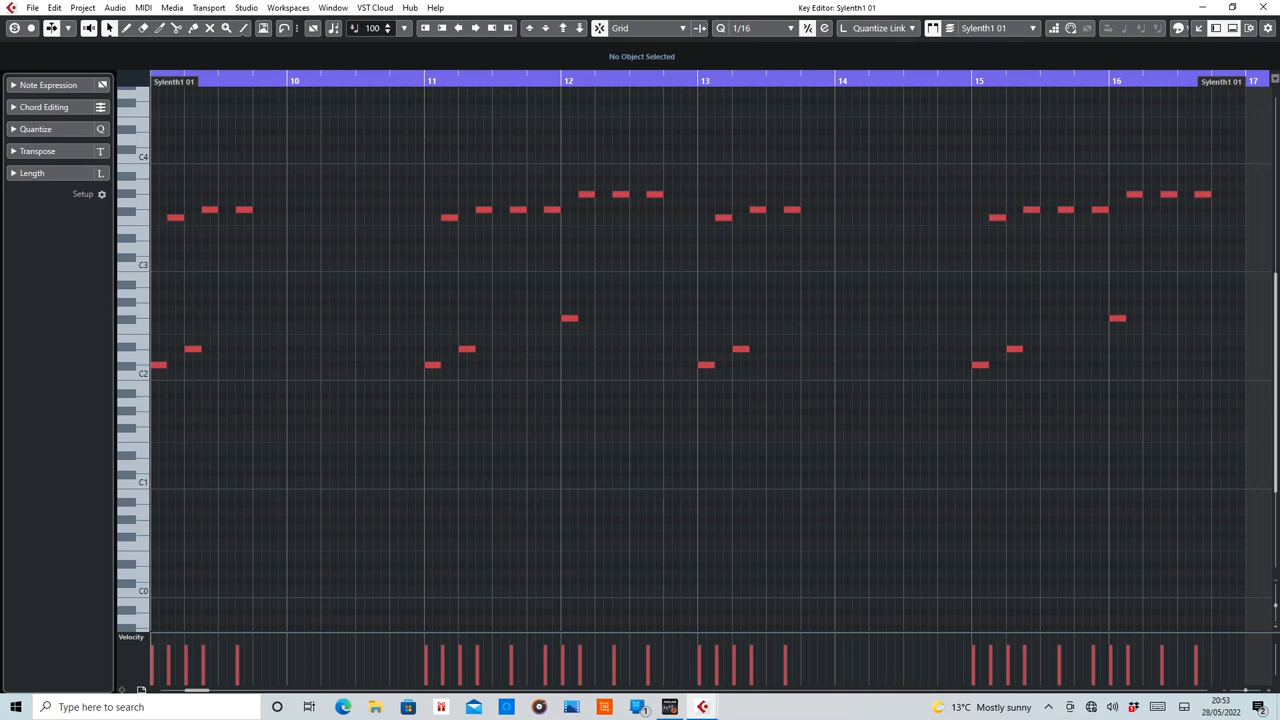 File Edit Project Audio MIDI Media Transport Studio Workspaces Window VST Cloud Hub Help Key Editor: Sylenth1 01
S 100 Grid Q 1/16 L Quantize Link Sylenth1 01
No Object Selected
10 11 12 13 14 15 16 17
Sylenth1 01 Sylenth1 01
Note Expression
Chord Editing
Quantize Q
Transpose T
Length L
Setup
C4
C3
C2
C1
C0
Velocity
Type here to search
1
13°C Mostly sunny
20:53
28/05/2022
2